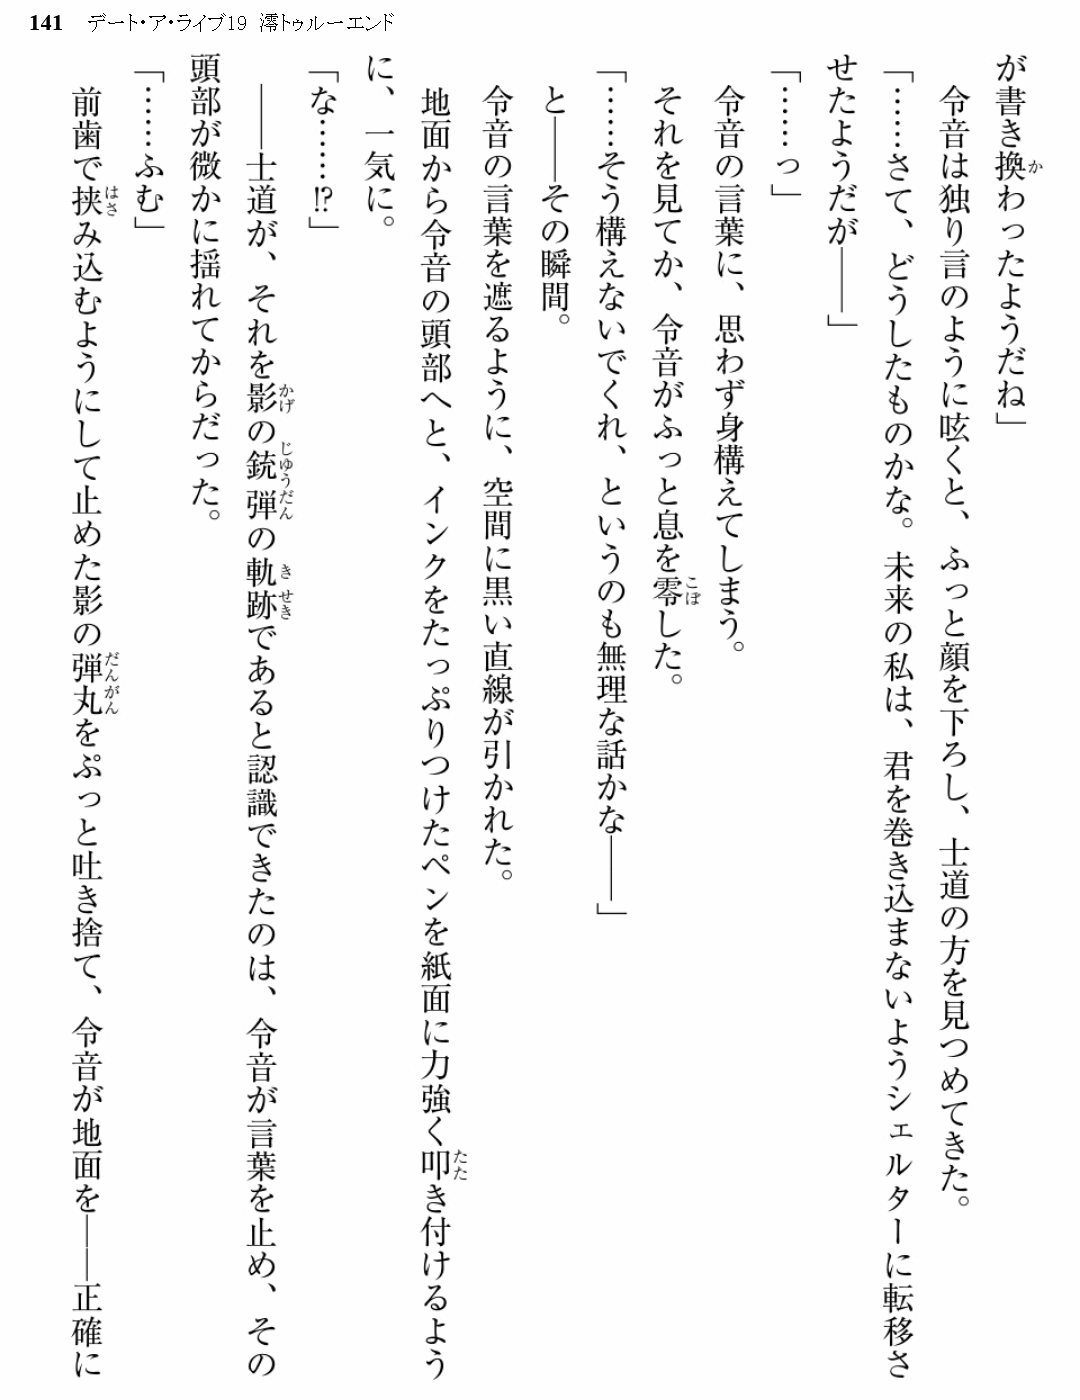 141 デート・ア・ライブ19 澪トゥルーエンド
が書き換わったようだね」
令音は独り言のように呟くと、ふっと顔を下ろし、士道の方を見つめてきた。
「……さて、どうしたものかな。未来の私は、君を巻き込まないようシェルターに転移さ
せたようだが――」
「……っ」
令音の言葉に、思わず身構えてしまう。
それを見てか、令音がふっと息を零した。
「……そう構えないでくれ、というのも無理な話かな――」
と――その瞬間。
令音の言葉を遮るように、空間に黒い直線が引かれた。
地面から令音の頭部へと、インクをたっぷりつけたペンを紙面に力強く叩き付けるよう
に、一気に。
「な……!?」
――士道が、それを影の銃弾の軌跡であると認識できたのは、令音が言葉を止め、その
頭部が微かに揺れてからだった。
「……ふむ」
前歯で挟み込むようにして止めた影の弾丸をぷっと吐き捨て、令音が地面を――正確に